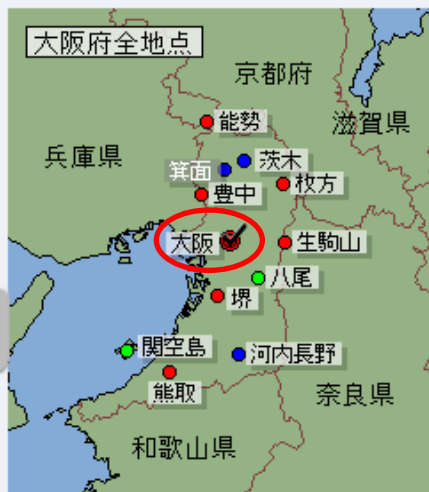 大阪府全地点
京都府
滋賀県
兵庫県
能勢
茨木
箕面
枚方
豊中
大阪
生駒山
八尾
堺
関空島
河内長野
熊取
奈良県
和歌山県